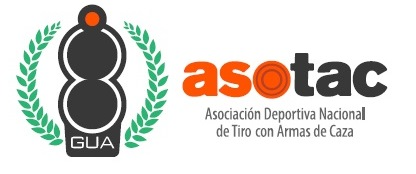 GUA
asotac
Asociación Deportiva Nacional
de Tiro con Armas de Caza